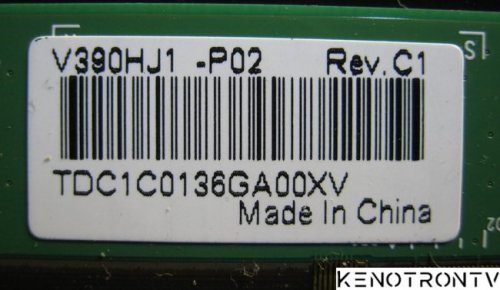 V390HJ1 -P02 Rev.C1
TDC1C0136GA00XV
Made In China
S
KENOTRONTV